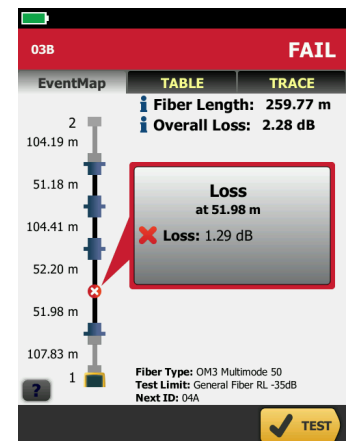 03B
FAIL
EventMap
TABLE
TRACE
i Fiber Length: 259.77 m
i Overall Loss: 2.28 dB
2
104.19 m
51.18 m
104.41 m
52.20 m
51.98 m
107.83 m
1
Loss
at 51.98 m
Loss: 1.29 dB
Fiber Type: OM3 Multimode 50
Test Limit: General Fiber RL -35dB
Next ID: 04A
?
TEST